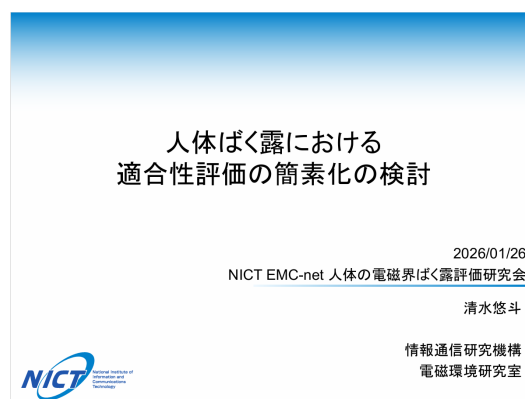 人体ばく露における
適合性評価の簡素化の検討
2026/01/26
NICT EMC-net 人体の電磁界ばく露評価研究会
清水悠斗
情報通信研究機構
電磁環境研究室
NICT
National Institute of
Information and
Communications
Technology